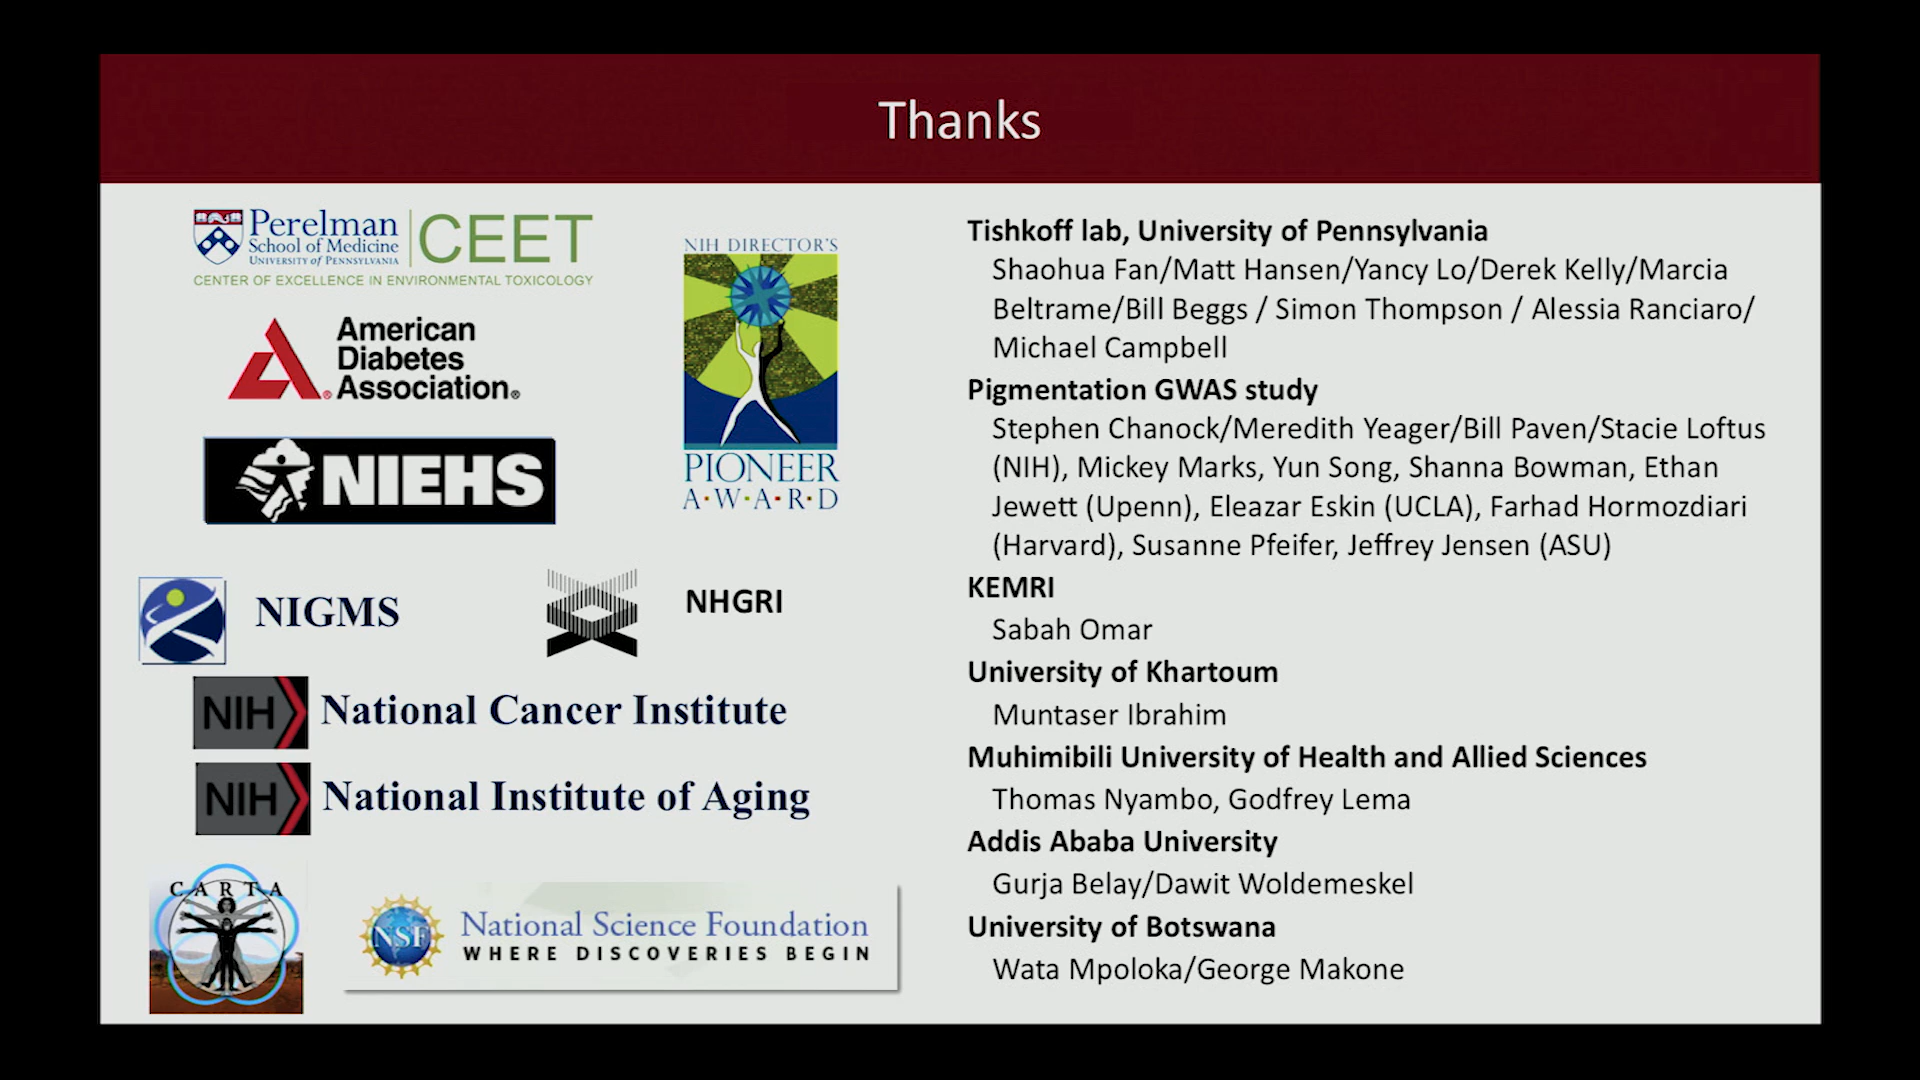 Thanks
Perelman
School of Medicine
UNIVERSITY of PENNSYLVANIA
CEET
CENTER OF EXCELLENCE IN ENVIRONMENTAL TOXICOLOGY
American
Diabetes
Association®
NIEHS
NIH DIRECTOR'S
PIONEER
A·W·A·R·D
NIGMS
NHGRI
NIH National Cancer Institute
NIH National Institute of Aging
CARTA
NSF
National Science Foundation
WHERE DISCOVERIES BEGIN
Tishkoff lab, University of Pennsylvania
Shaohua Fan/Matt Hansen/Yancy Lo/Derek Kelly/Marcia
Beltrame/Bill Beggs / Simon Thompson / Alessia Ranciaro/
Michael Campbell
Pigmentation GWAS study
Stephen Chanock/Meredith Yeager/Bill Paven/Stacie Loftus
(NIH), Mickey Marks, Yun Song, Shanna Bowman, Ethan
Jewett (Upenn), Eleazar Eskin (UCLA), Farhad Hormozdiari
(Harvard), Susanne Pfeifer, Jeffrey Jensen (ASU)
KEMRI
Sabah Omar
University of Khartoum
Muntaser Ibrahim
Muhimibili University of Health and Allied Sciences
Thomas Nyambo, Godfrey Lema
Addis Ababa University
Gurja Belay/Dawit Woldemeskel
University of Botswana
Wata Mpoloka/George Makone